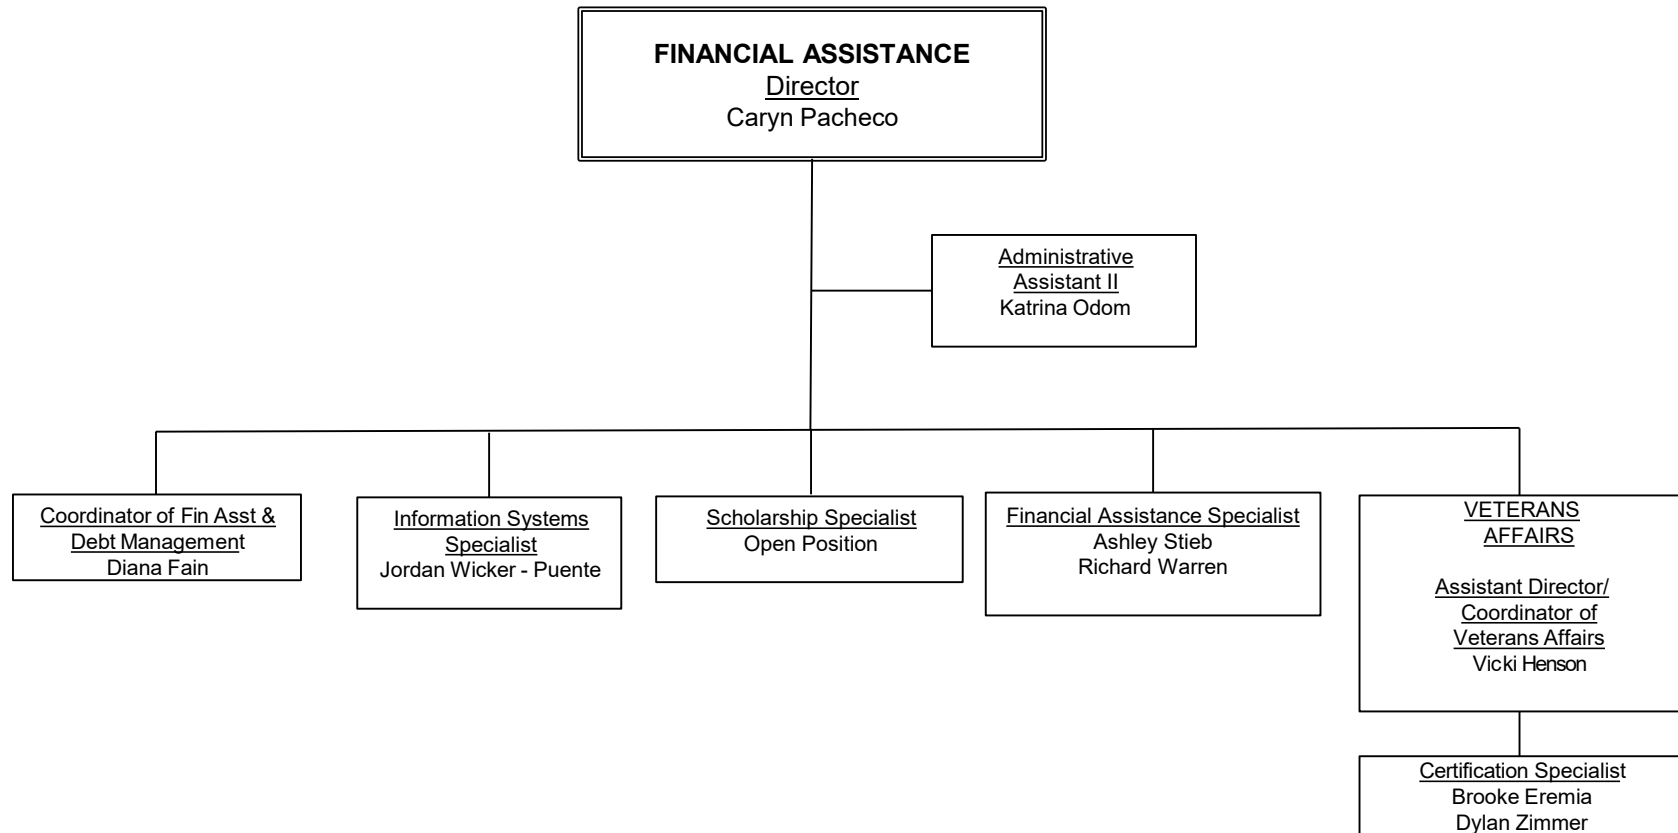 FINANCIAL ASSISTANCE
Director
Caryn Pacheco
Administrative
Assistant II
Katrina Odom
Coordinator of Fin Asst &
Debt Management
Diana Fain
Information Systems
Specialist
Jordan Wicker - Puente
Scholarship Specialist
Open Position
Financial Assistance Specialist
Ashley Stieb
Richard Warren
VETERANS
AFFAIRS
Assistant Director/
Coordinator of
Veterans Affairs
Vicki Henson
Certification Specialist
Brooke Eremia
Dylan Zimmer